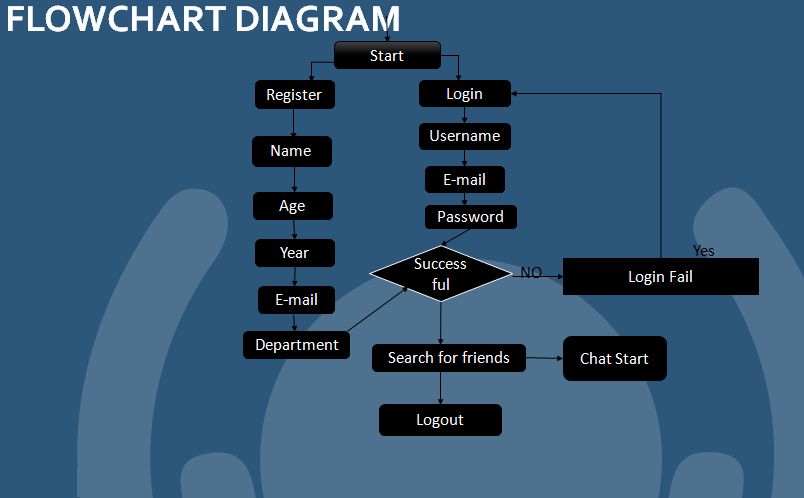 FLOWCHART DIAGRAM
Start
Register
Login
Name
Username
E-mail
Age
Password
Year
Success
ful
NO
Yes
Login Fail
E-mail
Department
Search for friends
Chat Start
Logout